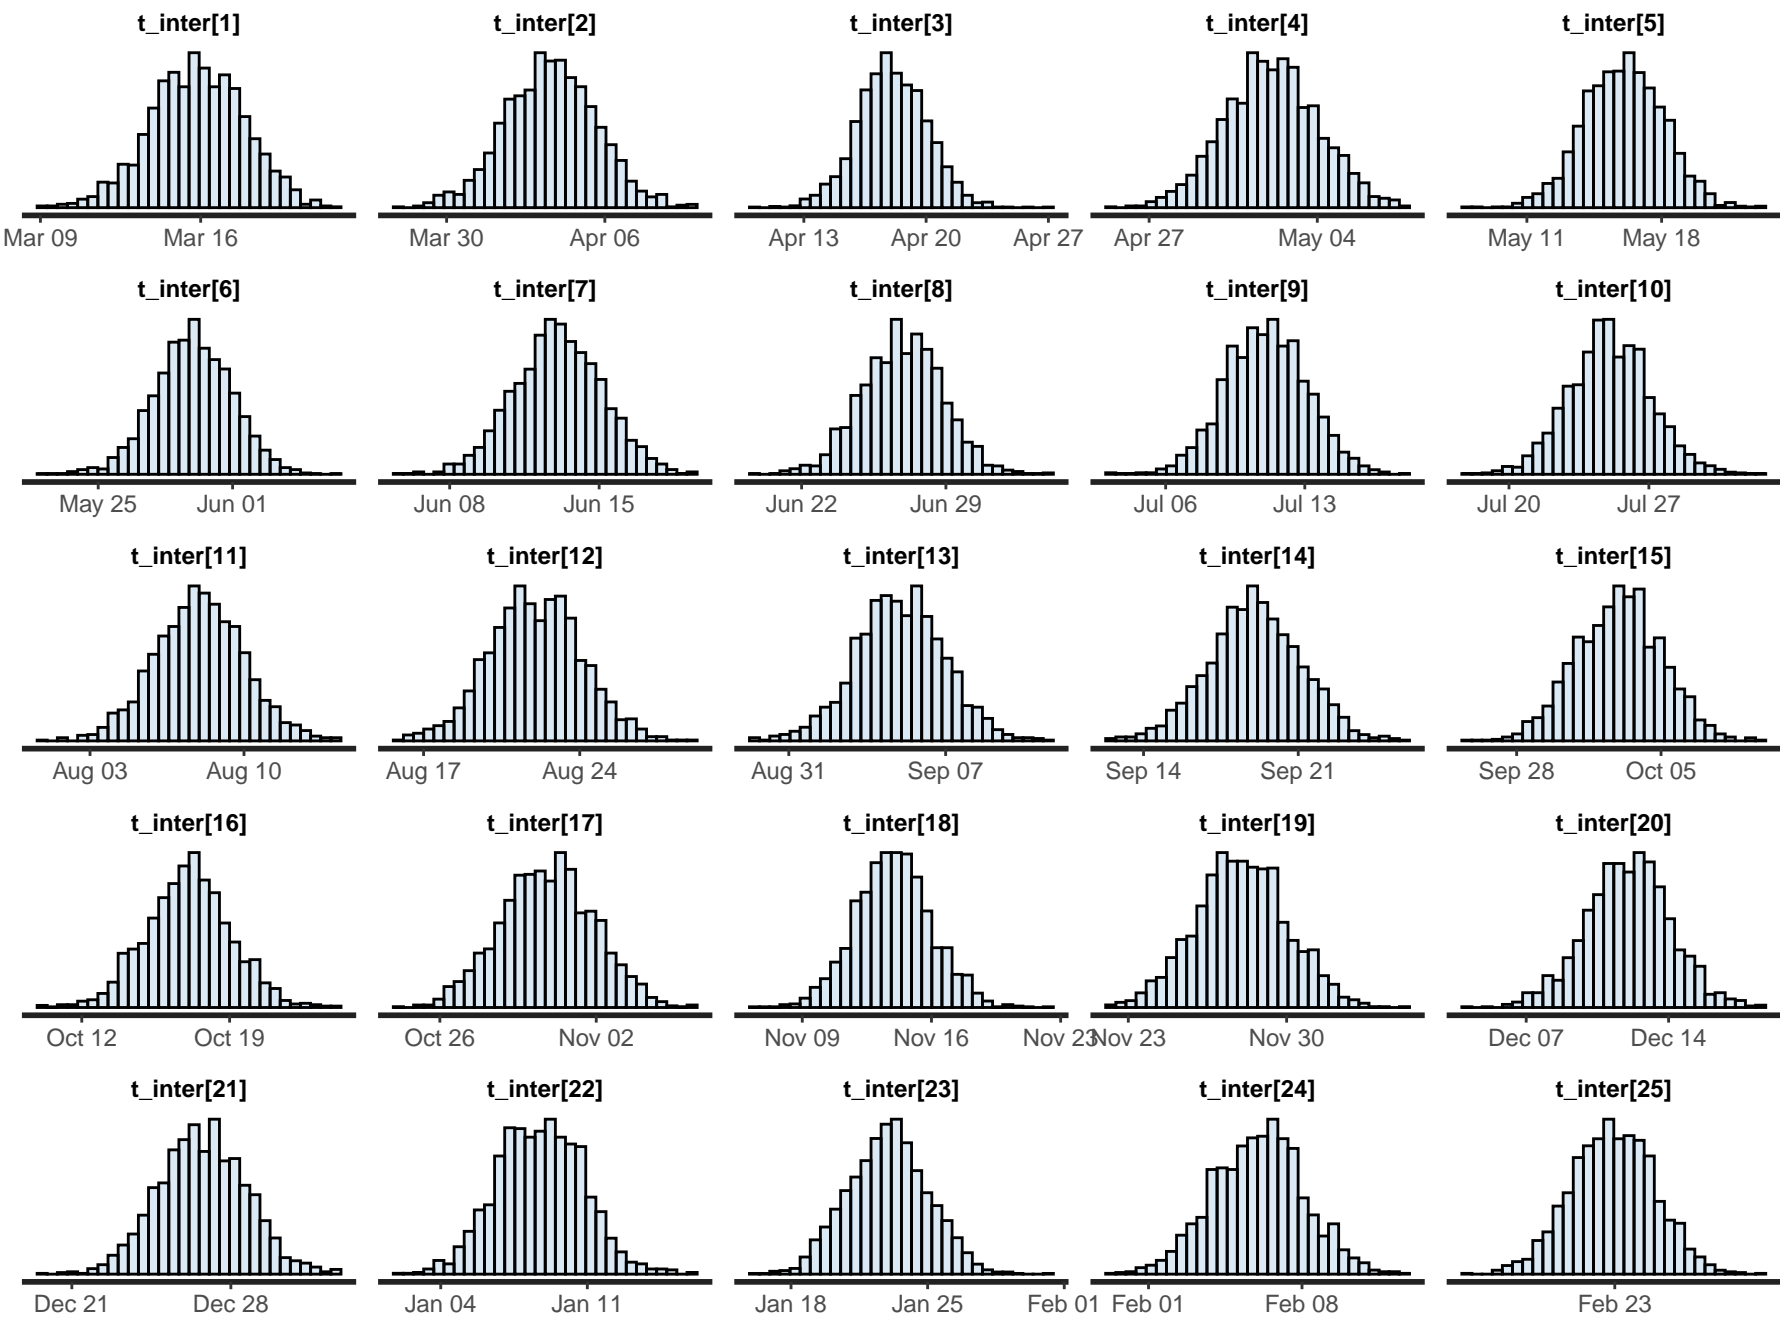 t_inter[1] t_inter[2] t_inter[3] t_inter[4] t_inter[5]
Mar 09 Mar 16 Mar 30 Apr 06 Apr 13 Apr 20 Apr 27 Apr 27 May 04 May 11 May 18
t_inter[6] t_inter[7] t_inter[8] t_inter[9] t_inter[10]
May 25 Jun 01 Jun 08 Jun 15 Jun 22 Jun 29 Jul 06 Jul 13 Jul 20 Jul 27
t_inter[11] t_inter[12] t_inter[13] t_inter[14] t_inter[15]
Aug 03 Aug 10 Aug 17 Aug 24 Aug 31 Sep 07 Sep 14 Sep 21 Sep 28 Oct 05
t_inter[16] t_inter[17] t_inter[18] t_inter[19] t_inter[20]
Oct 12 Oct 19 Oct 26 Nov 02 Nov 09 Nov 16 Nov 23 Nov 23 Nov 30 Dec 07 Dec 14
t_inter[21] t_inter[22] t_inter[23] t_inter[24] t_inter[25]
Dec 21 Dec 28 Jan 04 Jan 11 Jan 18 Jan 25 Feb 01 Feb 01 Feb 08 Feb 23